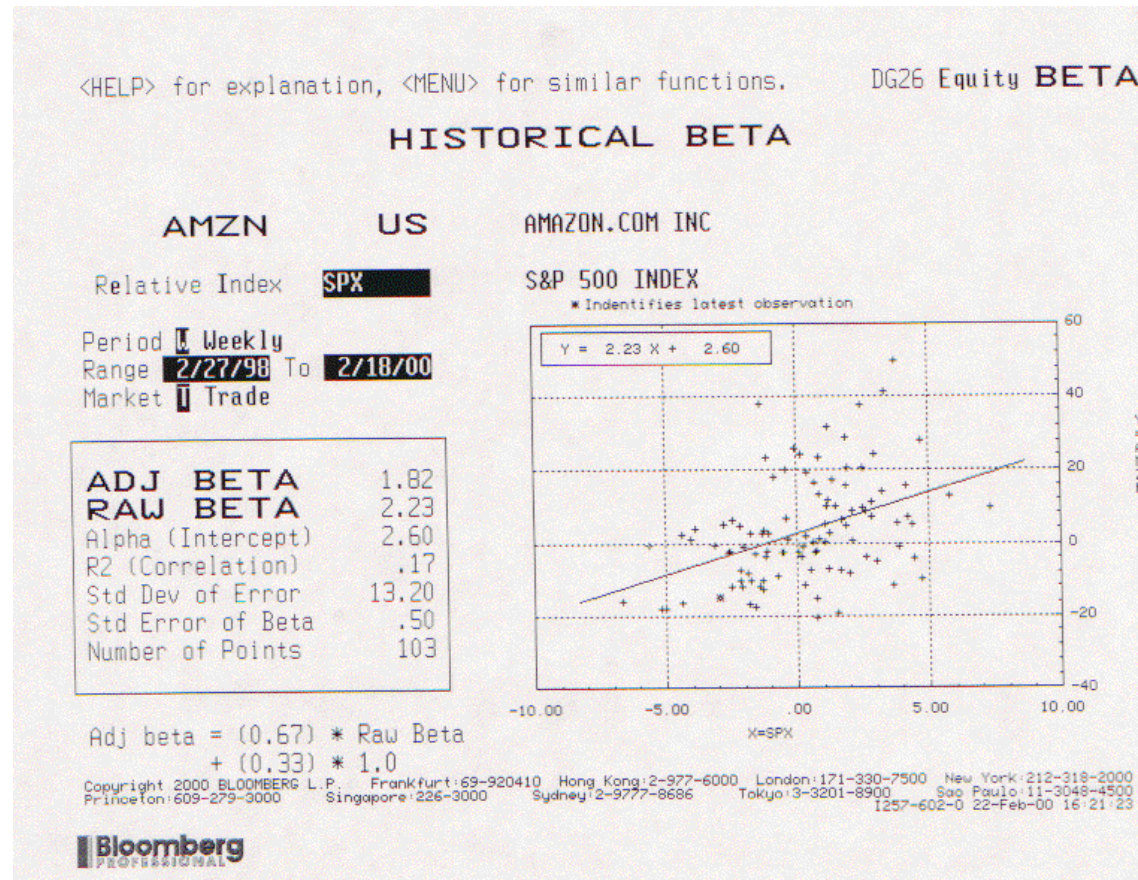 <HELP> for explanation, <MENU> for similar functions. DG26 Equity BETA
HISTORICAL BETA
AMZN US AMAZON.COM INC
Relative Index SPX S&P 500 INDEX
* Indentifies latest observation
Period W Weekly
Range 2/27/98 To 2/18/00
Market T Trade
Y = 2.23 X + 2.60
60
40
20
0
-20
-40
-10.00 -5.00 .00 5.00 10.00
X=SPX
ADJ BETA 1.82
RAW BETA 2.23
Alpha (Intercept) 2.60
R2 (Correlation) .17
Std Dev of Error 13.20
Std Error of Beta .50
Number of Points 103
Adj beta = (0.67) * Raw Beta
+ (0.33) * 1.0
Copyright 2000 BLOOMBERG L.P. Frankfurt:69-920410 Hong Kong:2-977-6000 London:171-330-7500 New York:212-318-2000
Princeton:609-279-3000 Singapore:226-3000 Sydney:2-9777-8686 Tokyo:3-3201-8900 Sao Paulo:11-3048-4500
I257-602-0 22-Feb-00 16:21:23
Bloomberg
PROFESSIONAL